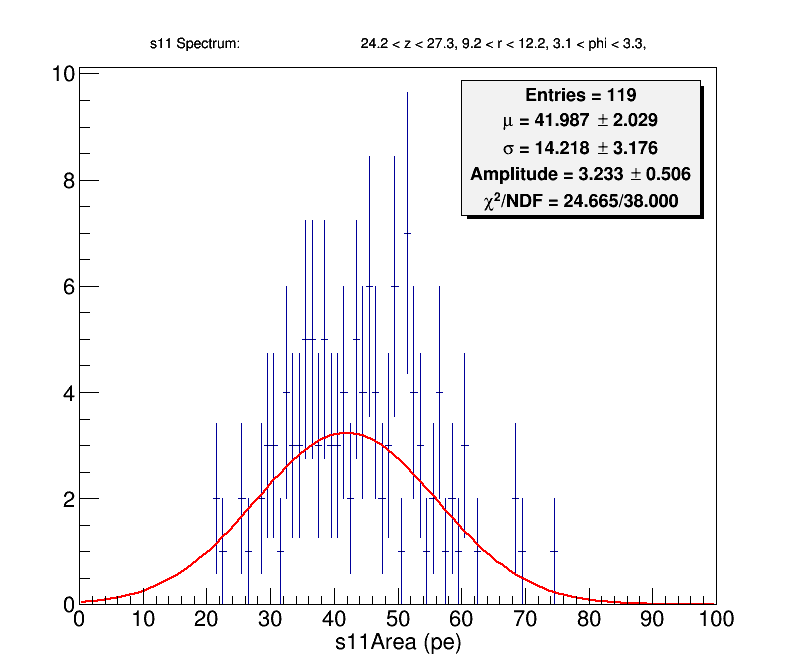 s11 Spectrum: 24.2 < z < 27.3, 9.2 < r < 12.2, 3.1 < phi < 3.3,
Entries = 119
μ = 41.987 ± 2.029
σ = 14.218 ± 3.176
Amplitude = 3.233 ± 0.506
χ²/NDF = 24.665/38.000
10
8
6
4
2
0
0 10 20 30 40 50 60 70 80 90 100
s11Area (pe)